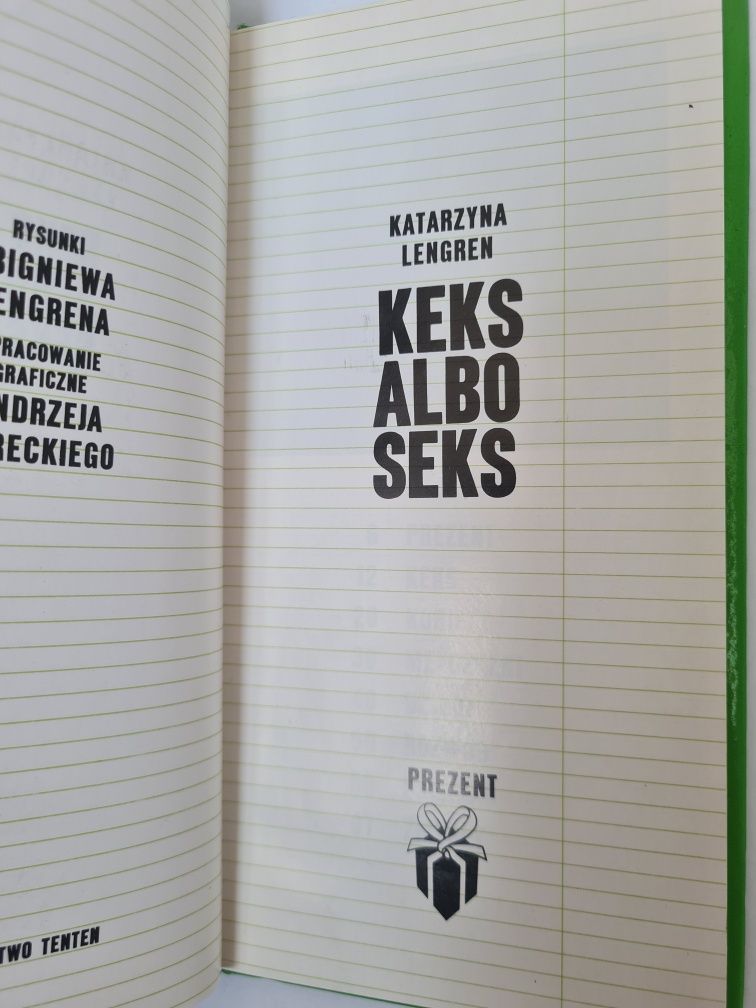 RYSUNKI
BIGNIEWA
ENGRENA
PRACOWANIE
GRAFICZNE
NDRZEJA
RECKIEGO
TWO TENTEN
KATARZYNA
LENGREN
KEKS
ALBO
SEKS
PREZENT